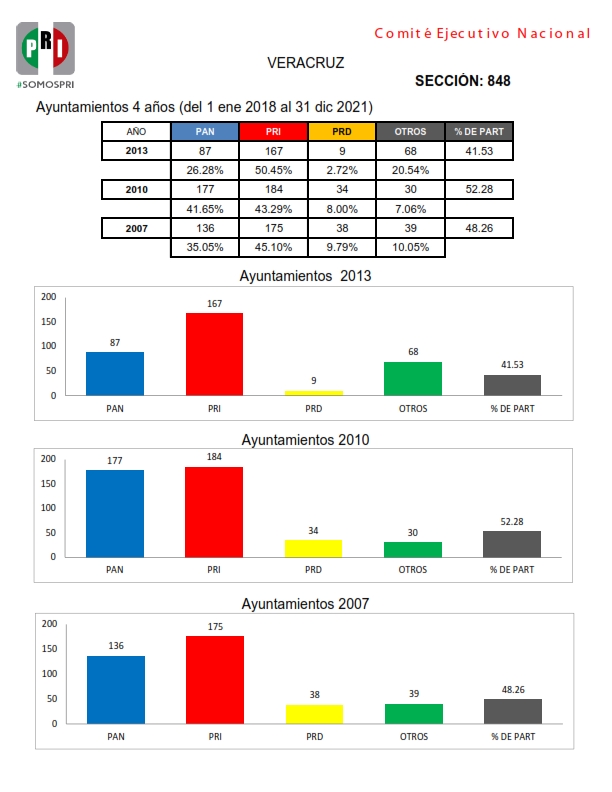 PRI
#SOMOSPRI
Comité Ejecutivo Nacional
VERACRUZ
SECCIÓN: 848
Ayuntamientos 4 años (del 1 ene 2018 al 31 dic 2021)
AÑO PAN PRI PRD OTROS % DE PART
2013 87 167 9 68 41.53
26.28% 50.45% 2.72% 20.54%
2010 177 184 34 30 52.28
41.65% 43.29% 8.00% 7.06%
2007 136 175 38 39 48.26
35.05% 45.10% 9.79% 10.05%
Ayuntamientos 2013
200
150
100
50
0
87 167 9 68 41.53
PAN PRI PRD OTROS % DE PART
Ayuntamientos 2010
200
150
100
50
0
177 184 34 30 52.28
PAN PRI PRD OTROS % DE PART
Ayuntamientos 2007
200
150
100
50
0
136 175 38 39 48.26
PAN PRI PRD OTROS % DE PART